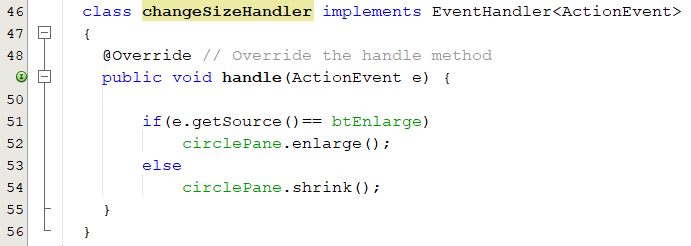 46 class changeSizeHandler implements EventHandler<ActionEvent>
47 {
48 @Override // Override the handle method
public void handle(ActionEvent e) {
50
51 if(e.getSource()== btEnlarge)
52 circlePane.enlarge();
53 else
54 circlePane.shrink();
55 }
56 }